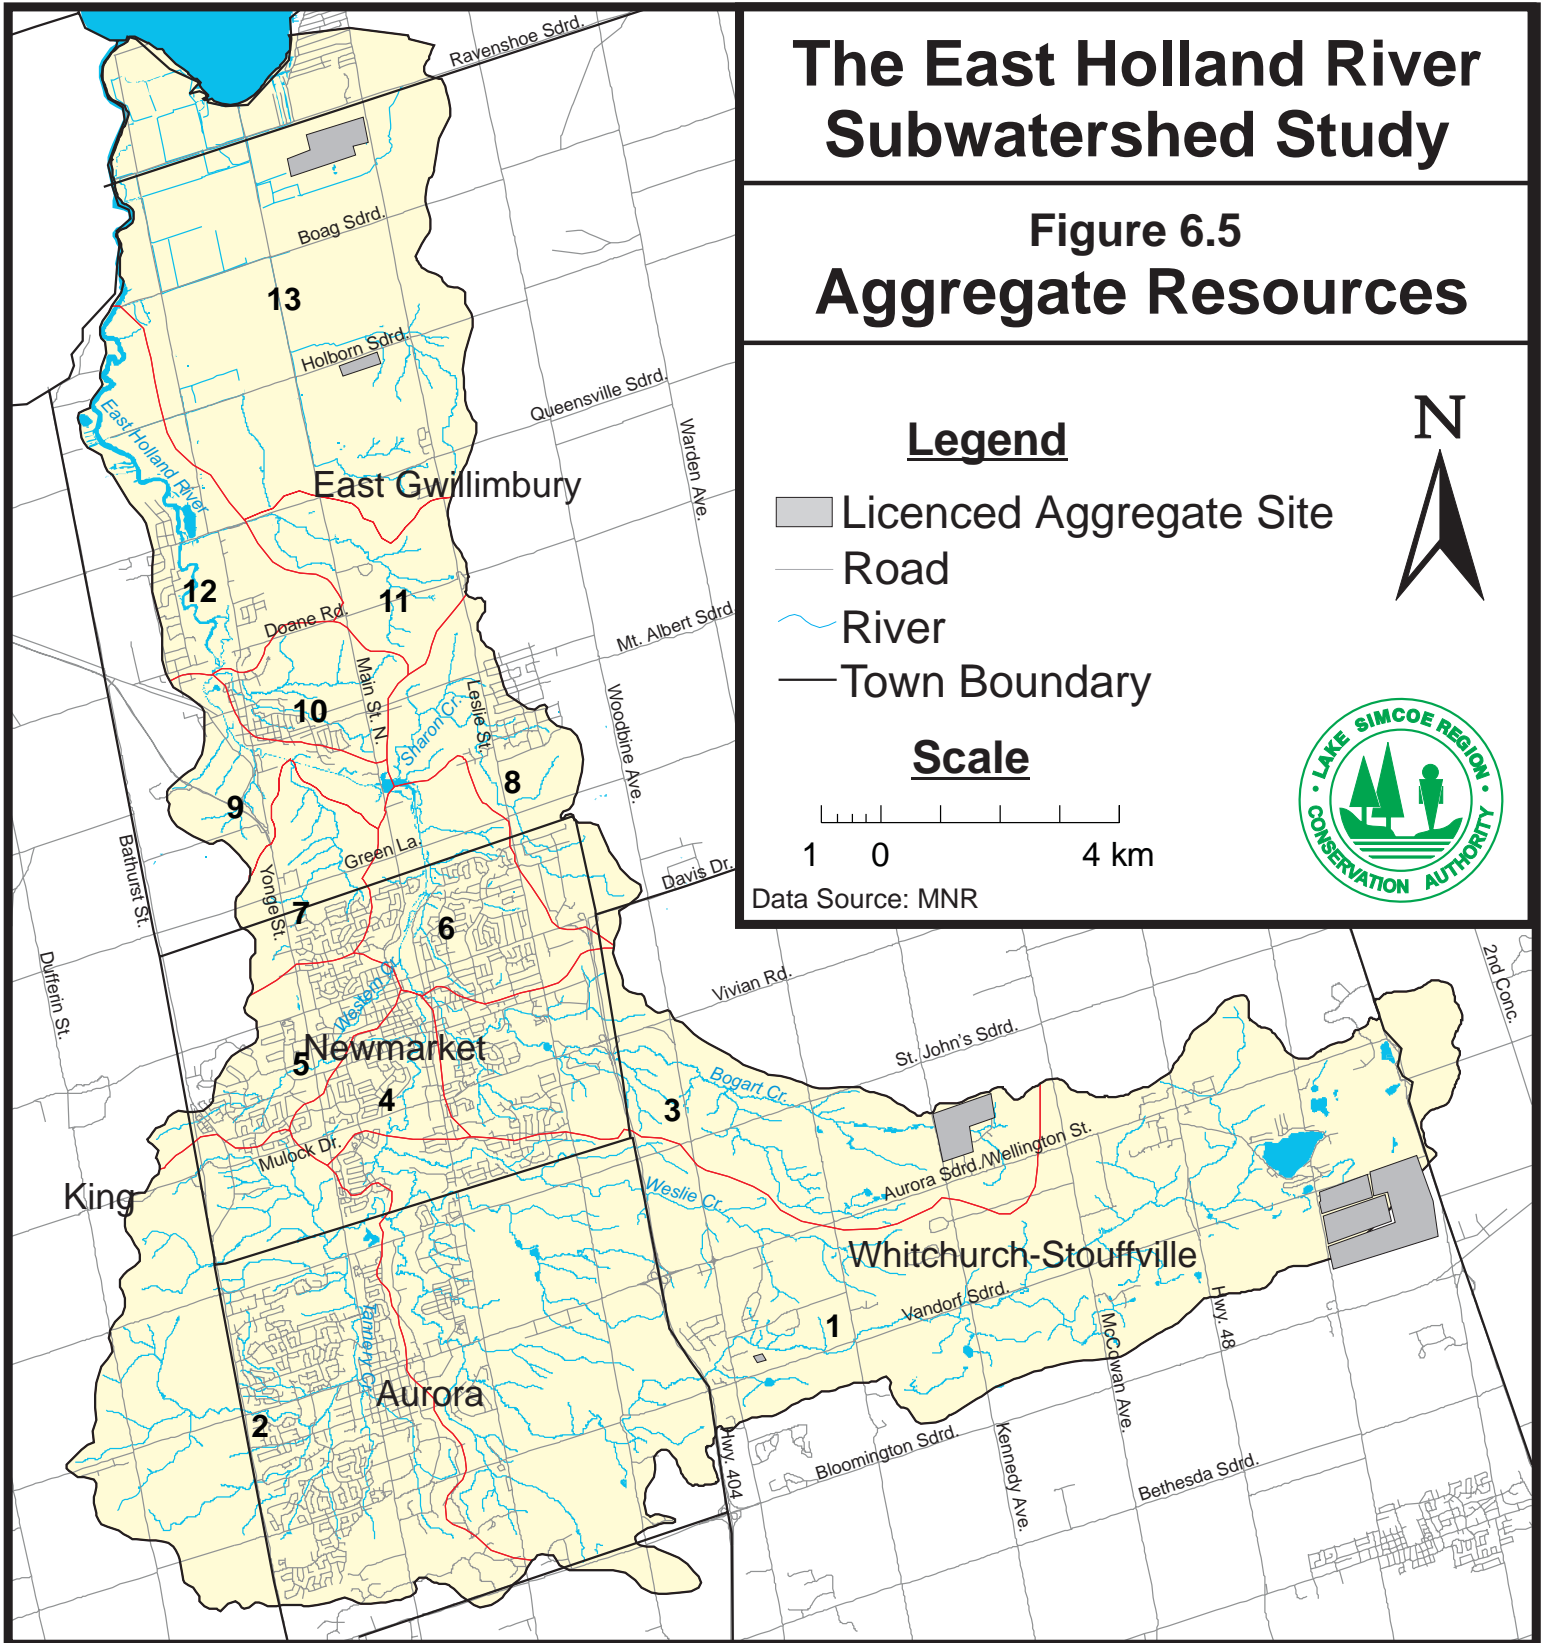 The East Holland River
Subwatershed Study
Figure 6.5
Aggregate Resources
Legend
Licenced Aggregate Site
Road
River
Town Boundary
N
Scale
1 0 4 km
Data Source: MNR
LAKE SIMCOE REGION
CONSERVATION AUTHORITY
Ravenshoe Sdrd.
Boag Sdrd.
13
Holborn Sdrd.
Queensville Sdrd.
East Holland River
Warden Ave.
East Gwillimbury
12
11
Doane Rd.
Mt. Albert Sdrd.
Main St. N.
Leslie St.
Sharon Cr.
Woodbine Ave.
10
8
9
Bathurst St.
Green La.
Yonge St.
Davis Dr.
7
6
Dufferin St.
Western Cr.
Vivian Rd.
2nd Conc.
St. John's Sdrd.
Newmarket
5
4
3
Bogart Cr.
Mulock Dr.
Aurora Sdrd./Wellington St.
King
Weslie Cr.
Whitchurch-Stouffville
Vandorf Sdrd.
Hwy. 48
McCowan Ave.
1
Tannery Cr.
Aurora
2
Hwy. 404
Bloomington Sdrd.
Kennedy Ave.
Bethesda Sdrd.